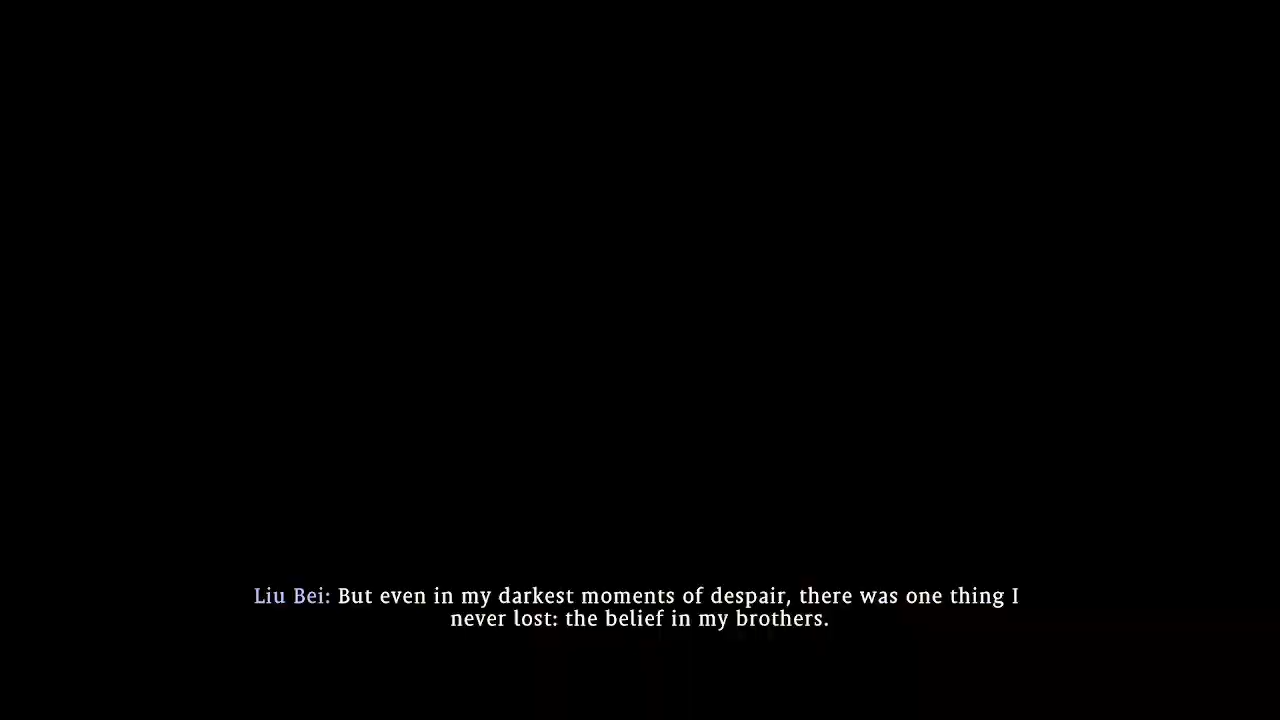 Liu Bei: But even in my darkest moments of despair, there was one thing I
never lost: the belief in my brothers.